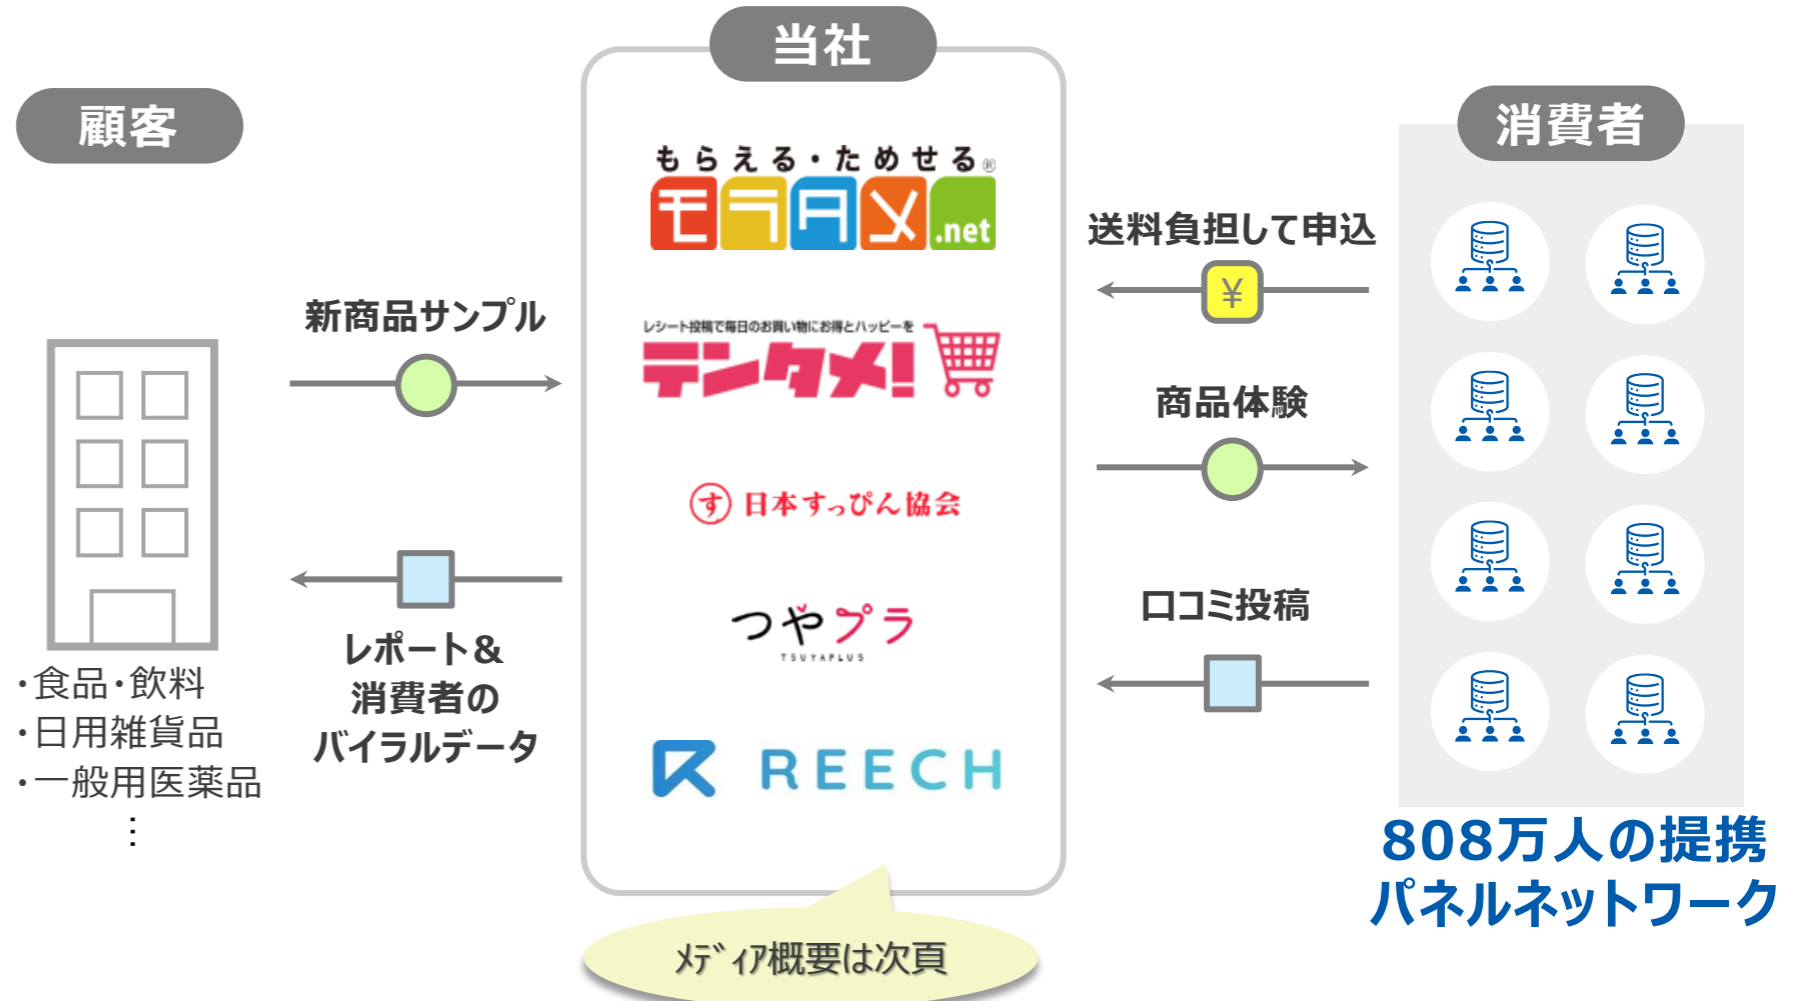 顧客
新商品サンプル
レポート&
消費者の
バイラルデータ
・食品・飲料
・日用雑貨品
・一般用医薬品
⋮
当社
もらえる・ためせる®
モラタメ.net
レシート投稿で毎日のお買い物にお得とハッピーを
テンタメ!
す 日本すっぴん協会
つやプラ
TSUYAPLUS
REECH
メディア概要は次頁
送料負担して申込
¥
商品体験
口コミ投稿
消費者
808万人の提携
パネルネットワーク